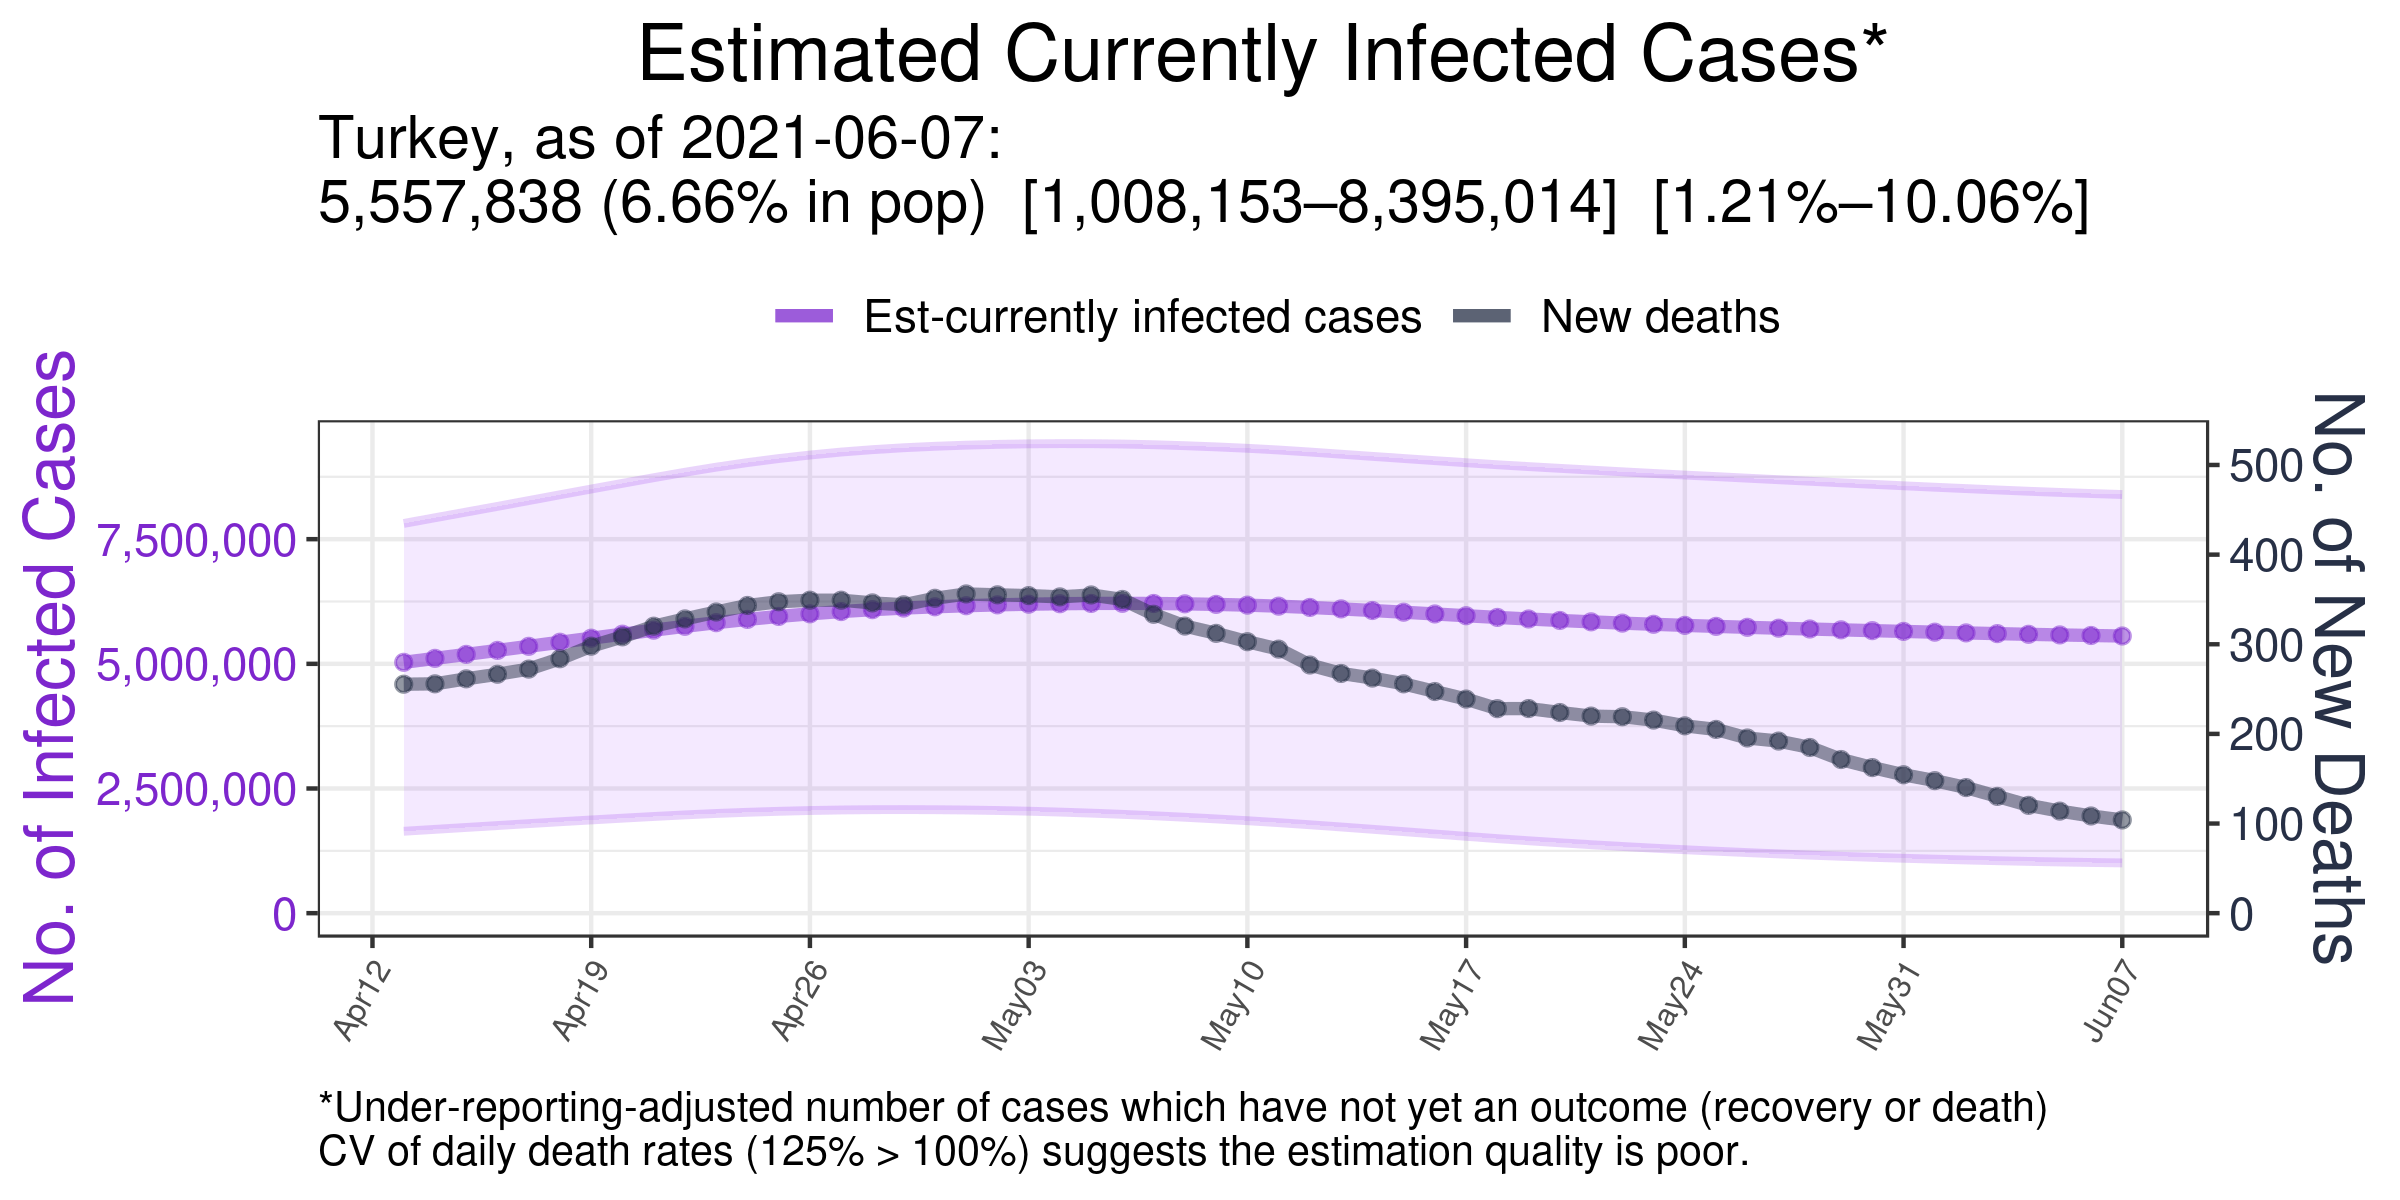 Estimated Currently Infected Cases*
Turkey, as of 2021-06-07:
5,557,838 (6.66% in pop) [1,008,153–8,395,014] [1.21%–10.06%]
Est-currently infected cases
New deaths
No. of Infected Cases
7,500,000
5,000,000
2,500,000
0
500
400
300
200
100
0
No. of New Deaths
Apr12
Apr19
Apr26
May03
May10
May17
May24
May31
Jun07
*Under-reporting-adjusted number of cases which have not yet an outcome (recovery or death)
CV of daily death rates (125% > 100%) suggests the estimation quality is poor.